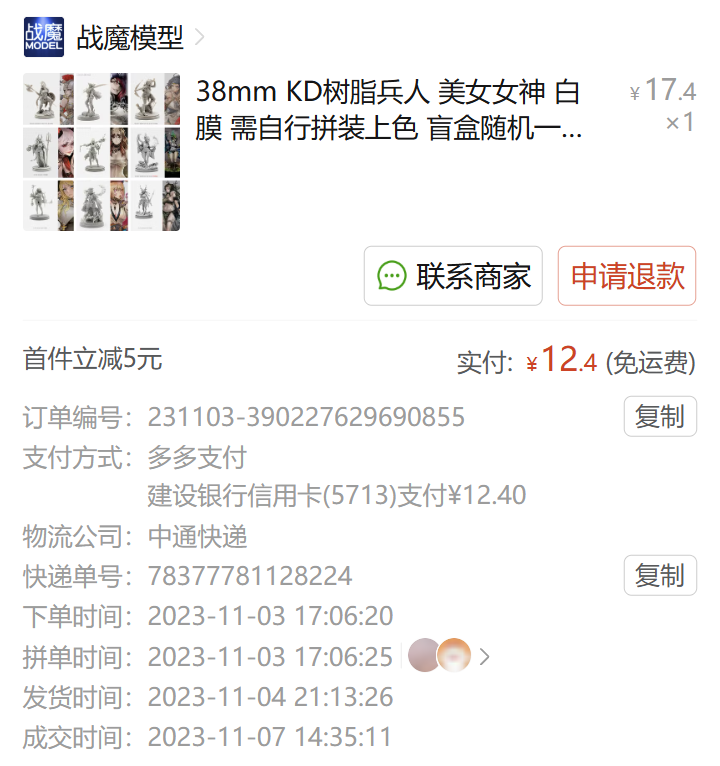 战魔
MODEL
战魔模型
38mm KD树脂兵人 美女女神 白
膜 需自行拼装上色 盲盒随机一...
¥17.4
×1
联系商家
申请退款
首件立减5元
实付: ¥12.4 (免运费)
订单编号: 231103-390227629690855
复制
支付方式: 多多支付
建设银行信用卡(5713)支付¥12.40
物流公司: 中通快递
快递单号: 78377781128224
复制
下单时间: 2023-11-03 17:06:20
拼单时间: 2023-11-03 17:06:25
发货时间: 2023-11-04 21:13:26
成交时间: 2023-11-07 14:35:11